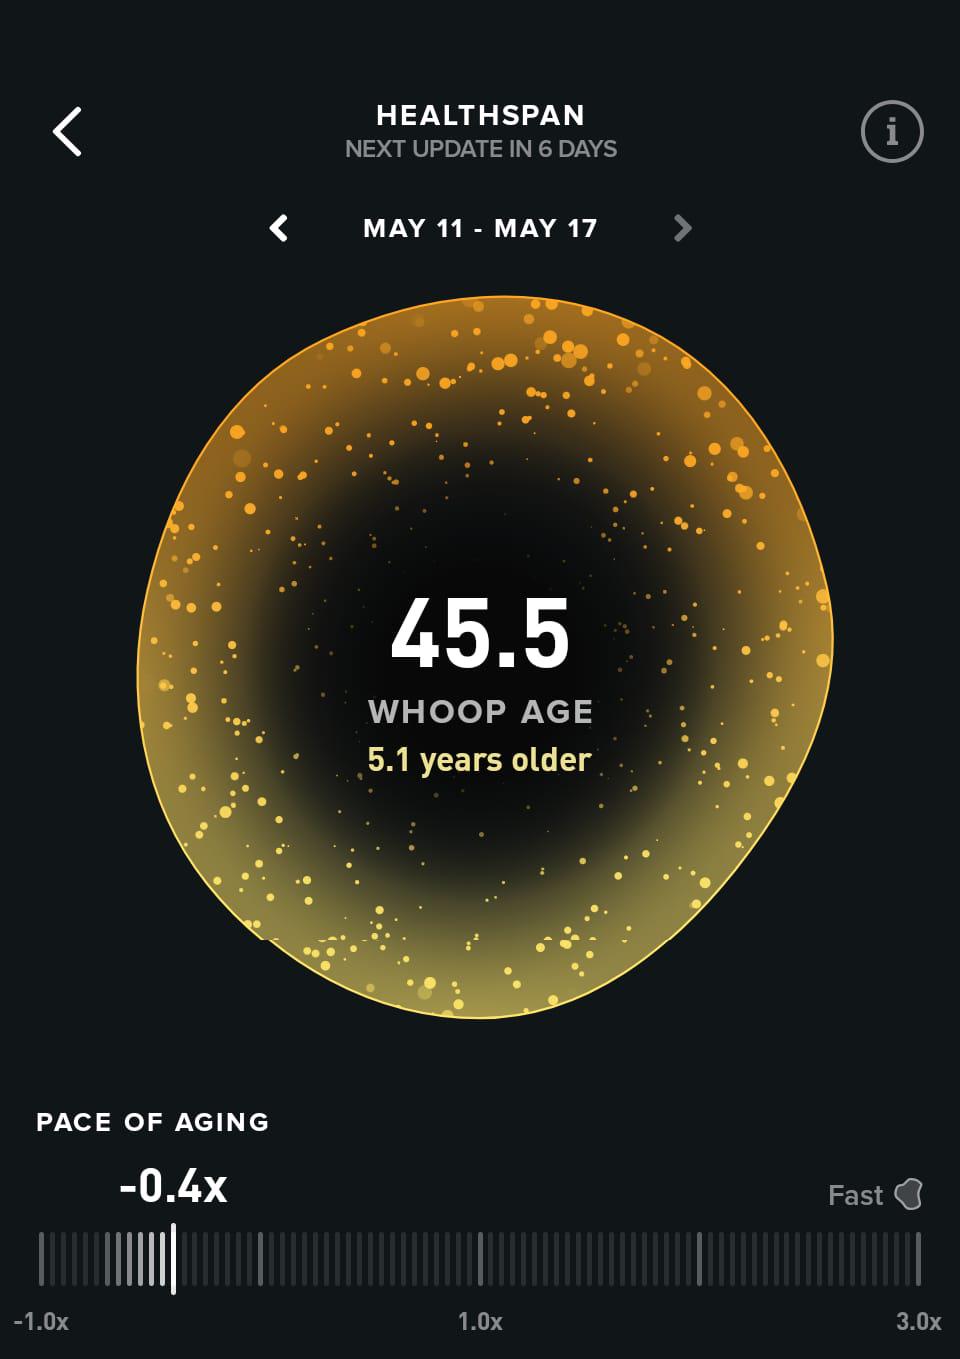 HEALTHSPAN
NEXT UPDATE IN 6 DAYS
i
MAY 11 - MAY 17
45.5
WHOOP AGE
5.1 years older
PACE OF AGING
-0.4x
Fast
-1.0x 1.0x 3.0x